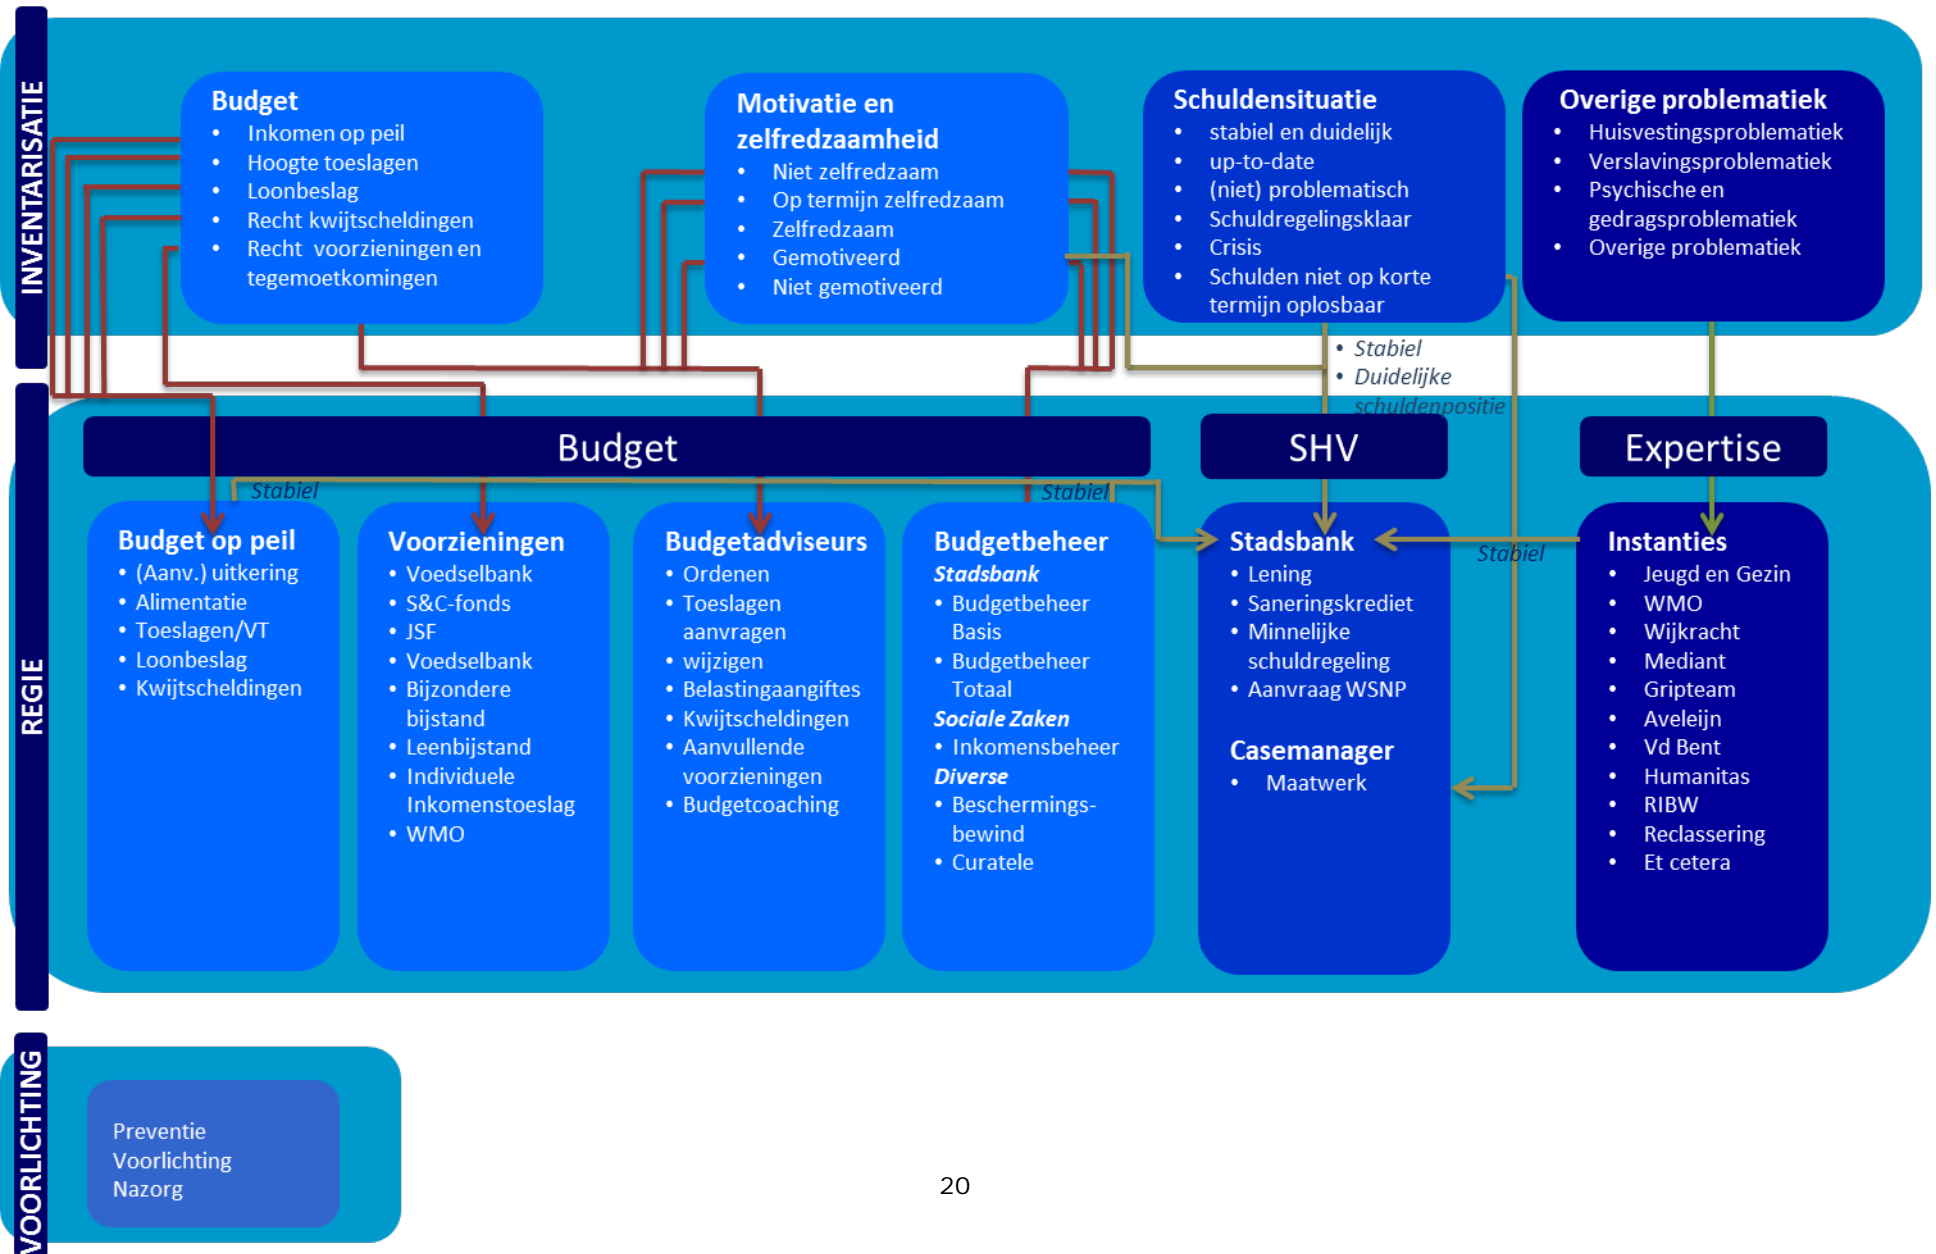 INVENTARISATIE
Budget
• Inkomen op peil
• Hoogte toeslagen
• Loonbeslag
• Recht kwijtscheldingen
• Recht voorzieningen en
tegemoetkomingen
Motivatie en
zelfredzaamheid
• Niet zelfredzaam
• Op termijn zelfredzaam
• Zelfredzaam
• Gemotiveerd
• Niet gemotiveerd
Schuldensituatie
• stabiel en duidelijk
• up-to-date
• (niet) problematisch
• Schuldregelingsklaar
• Crisis
• Schulden niet op korte
termijn oplosbaar
Overige problematiek
• Huisvestingsproblematiek
• Verslavingsproblematiek
• Psychische en
gedragsproblematiek
• Overige problematiek
• Stabiel
• Duidelijke
schuldenpositie
REGIE
Budget
SHV
Expertise
Stabiel
Stabiel
Stabiel
Budget op peil
• (Aanv.) uitkering
• Alimentatie
• Toeslagen/VT
• Loonbeslag
• Kwijtscheldingen
Voorzieningen
• Voedselbank
• S&C-fonds
• JSF
• Voedselbank
• Bijzondere
bijstand
• Leenbijstand
• Individuele
Inkomenstoeslag
• WMO
Budgetadviseurs
• Ordenen
• Toeslagen
aanvragen
• wijzigen
• Belastingaangiftes
• Kwijtscheldingen
• Aanvullende
voorzieningen
• Budgetcoaching
Budgetbeheer
Stadsbank
• Budgetbeheer
Basis
• Budgetbeheer
Totaal
Sociale Zaken
• Inkomensbeheer
Diverse
• Beschermings-
bewind
• Curatele
Stadsbank
• Lening
• Saneringskrediet
• Minnelijke
schuldregeling
• Aanvraag WSNP
Casemanager
• Maatwerk
Instanties
• Jeugd en Gezin
• WMO
• Wijkracht
• Mediant
• Gripteam
• Aveleijn
• Vd Bent
• Humanitas
• RIBW
• Reclassering
• Et cetera
VOORLICHTING
Preventie
Voorlichting
Nazorg
20